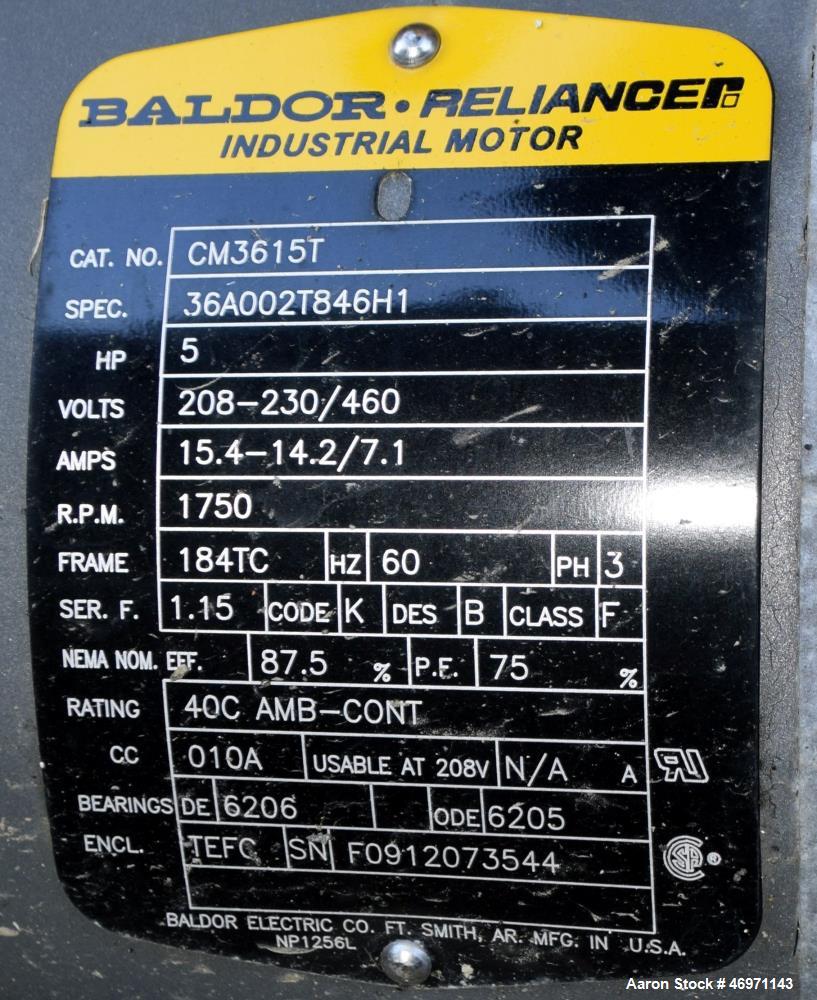 BALDOR • RELIANCER
INDUSTRIAL MOTOR
CAT. NO. CM3615T
SPEC. 36A002T846H1
HP 5
VOLTS 208-230/460
AMPS 15.4-14.2/7.1
R.P.M. 1750
FRAME 184TC HZ 60 PH 3
SER. F. 1.15 CODE K DES B CLASS F
NEMA NOM. EFF. 87.5 % P.F. 75 %
RATING 40C AMB-CONT
CC 010A USABLE AT 208V N/A A
BEARINGS DE 6206 ODE 6205
ENCL. TEFC SN F0912073544
BALDOR ELECTRIC CO. FT. SMITH, AR. MFG. IN U.S.A.
NP1256L
Aaron Stock # 46971143